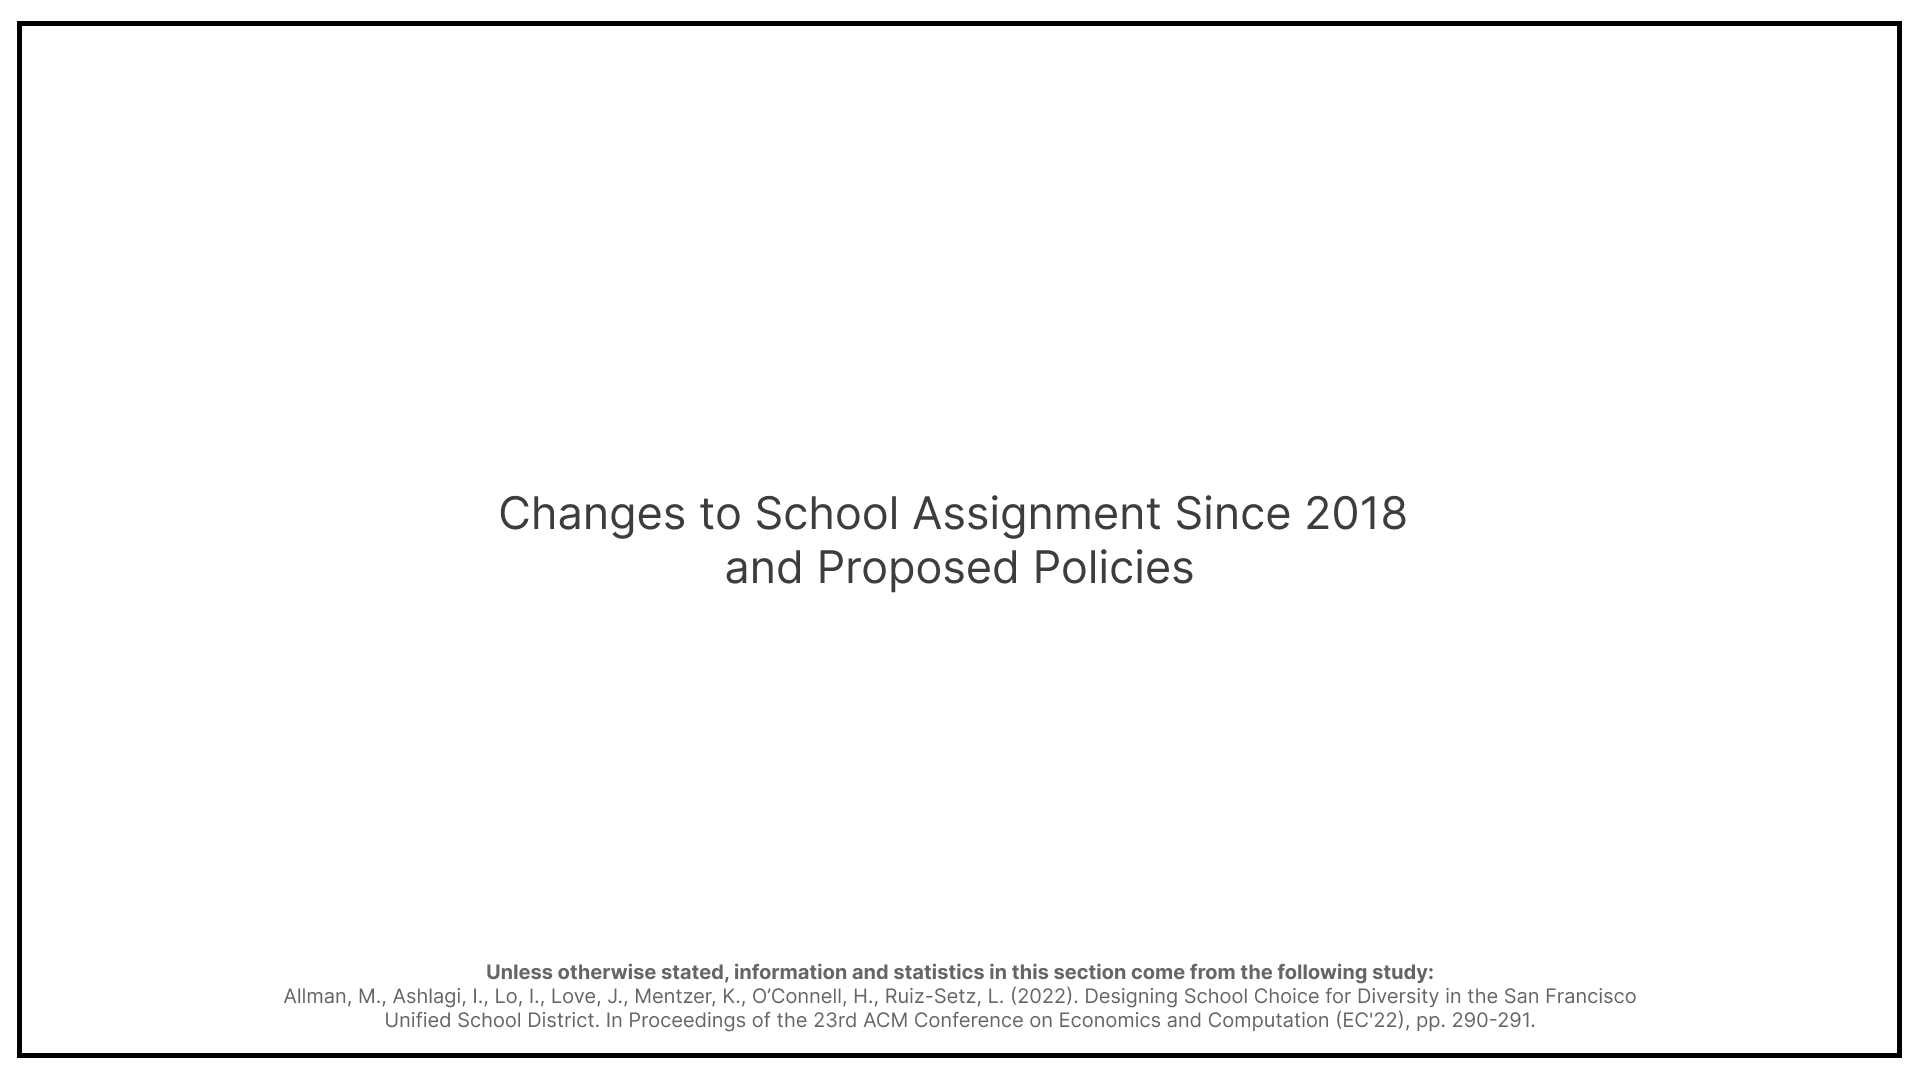 Changes to School Assignment Since 2018
and Proposed Policies
Unless otherwise stated, information and statistics in this section come from the following study:
Allman, M., Ashlagi, I., Lo, I., Love, J., Mentzer, K., O’Connell, H., Ruiz-Setz, L. (2022). Designing School Choice for Diversity in the San Francisco
Unified School District. In Proceedings of the 23rd ACM Conference on Economics and Computation (EC'22), pp. 290-291.